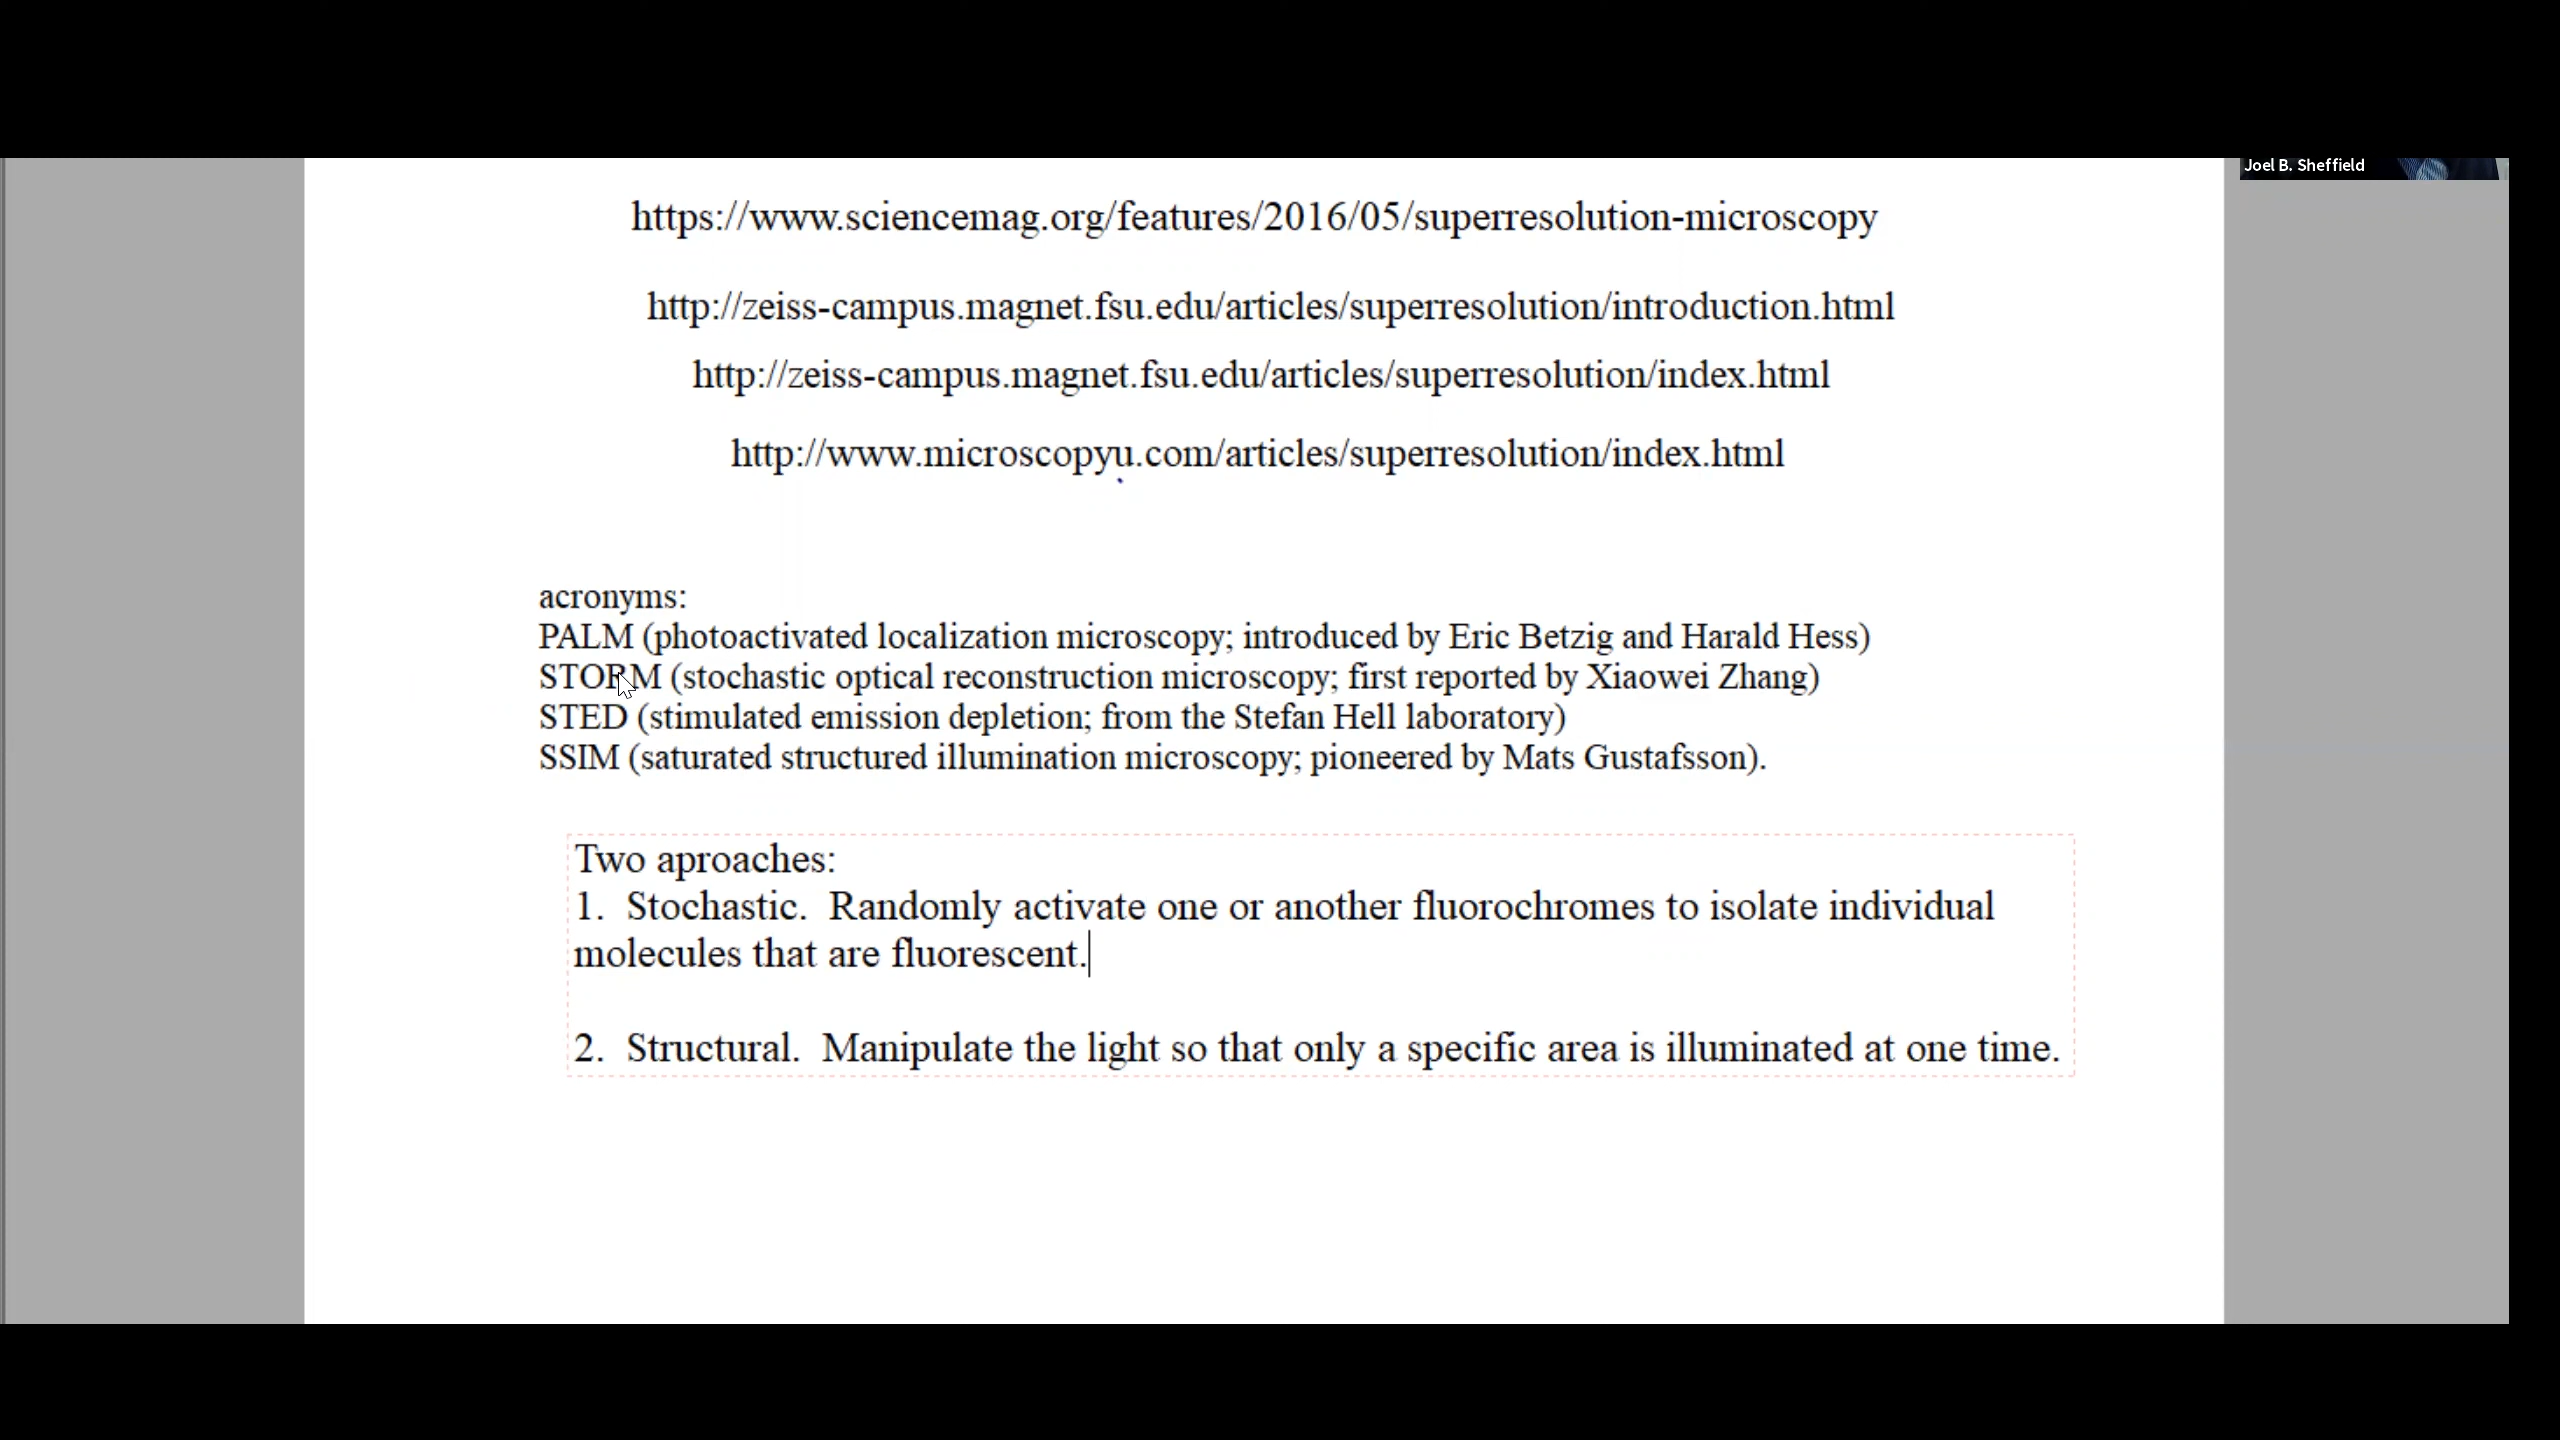 Joel B. Sheffield
https://www.sciencemag.org/features/2016/05/superresolution-microscopy
http://zeiss-campus.magnet.fsu.edu/articles/superresolution/introduction.html
http://zeiss-campus.magnet.fsu.edu/articles/superresolution/index.html
http://www.microscopyu.com/articles/superresolution/index.html
acronyms:
PALM (photoactivated localization microscopy; introduced by Eric Betzig and Harald Hess)
STORM (stochastic optical reconstruction microscopy; first reported by Xiaowei Zhang)
STED (stimulated emission depletion; from the Stefan Hell laboratory)
SSIM (saturated structured illumination microscopy; pioneered by Mats Gustafsson).
Two aproaches:
1. Stochastic. Randomly activate one or another fluorochromes to isolate individual
molecules that are fluorescent.
2. Structural. Manipulate the light so that only a specific area is illuminated at one time.